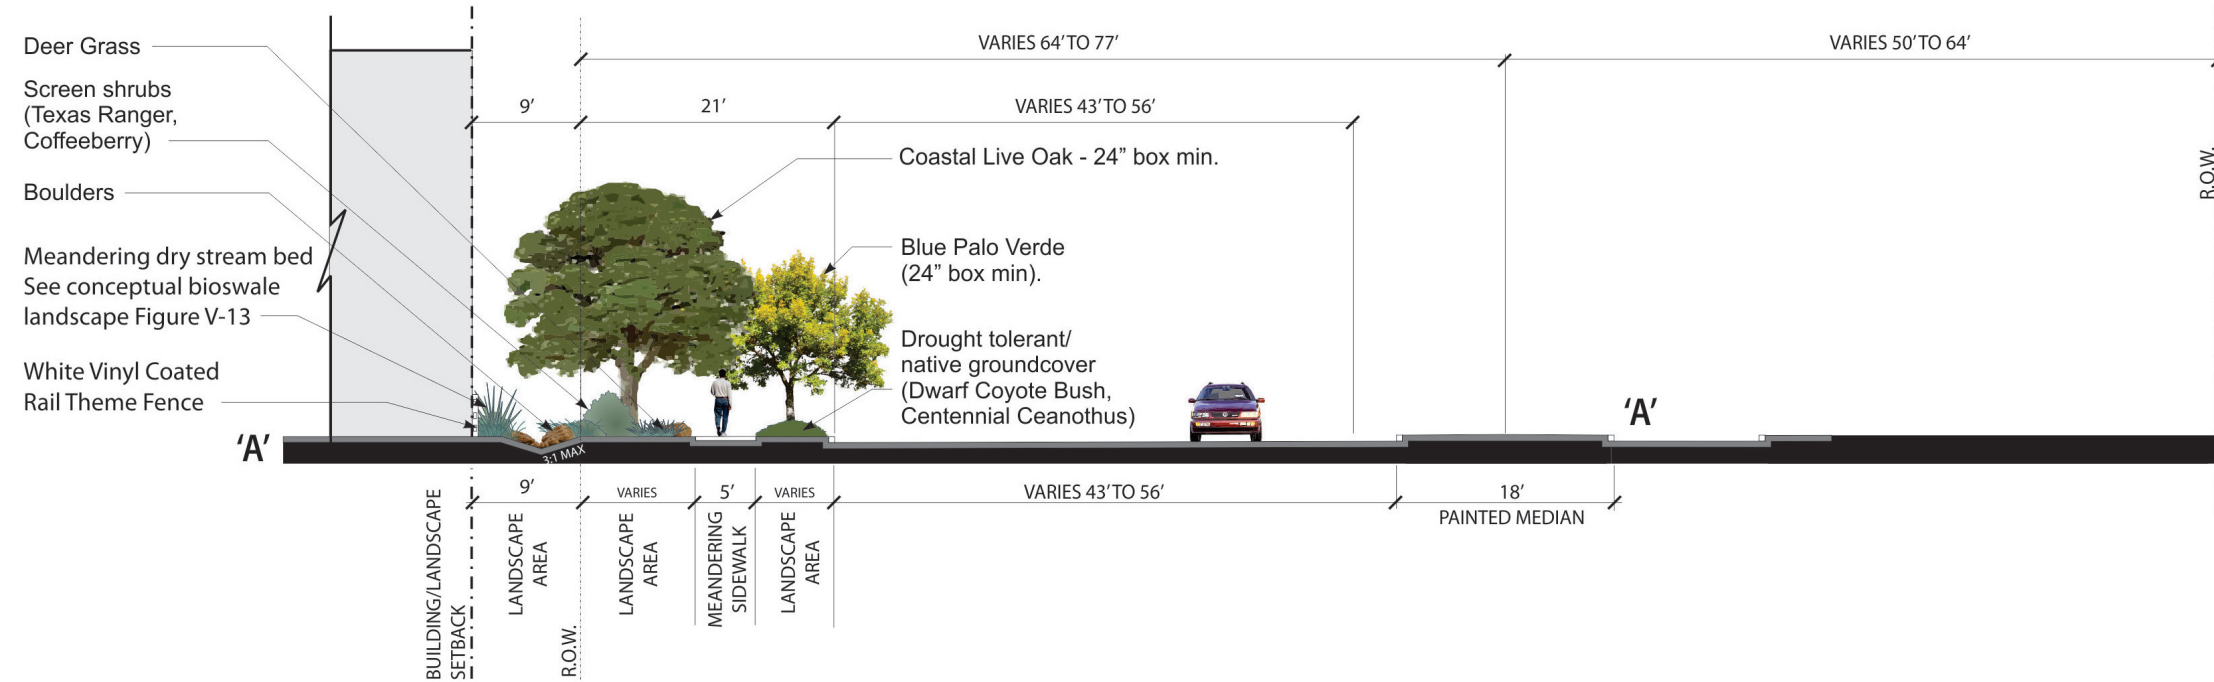 Deer Grass
Screen shrubs
(Texas Ranger,
Coffeeberry)
Boulders
Meandering dry stream bed
See conceptual bioswale
landscape Figure V-13
White Vinyl Coated
Rail Theme Fence
VARIES 64' TO 77'
VARIES 50' TO 64'
9'
21'
VARIES 43' TO 56'
Coastal Live Oak - 24” box min.
Blue Palo Verde
(24” box min).
Drought tolerant/
native groundcover
(Dwarf Coyote Bush,
Centennial Ceanothus)
R.O.W.
‘A’
‘A’
3:1 MAX
9'
VARIES
5'
VARIES
VARIES 43' TO 56'
18'
PAINTED MEDIAN
BUILDING/LANDSCAPE
SETBACK
LANDSCAPE
AREA
R.O.W.
LANDSCAPE
AREA
MEANDERING
SIDEWALK
LANDSCAPE
AREA